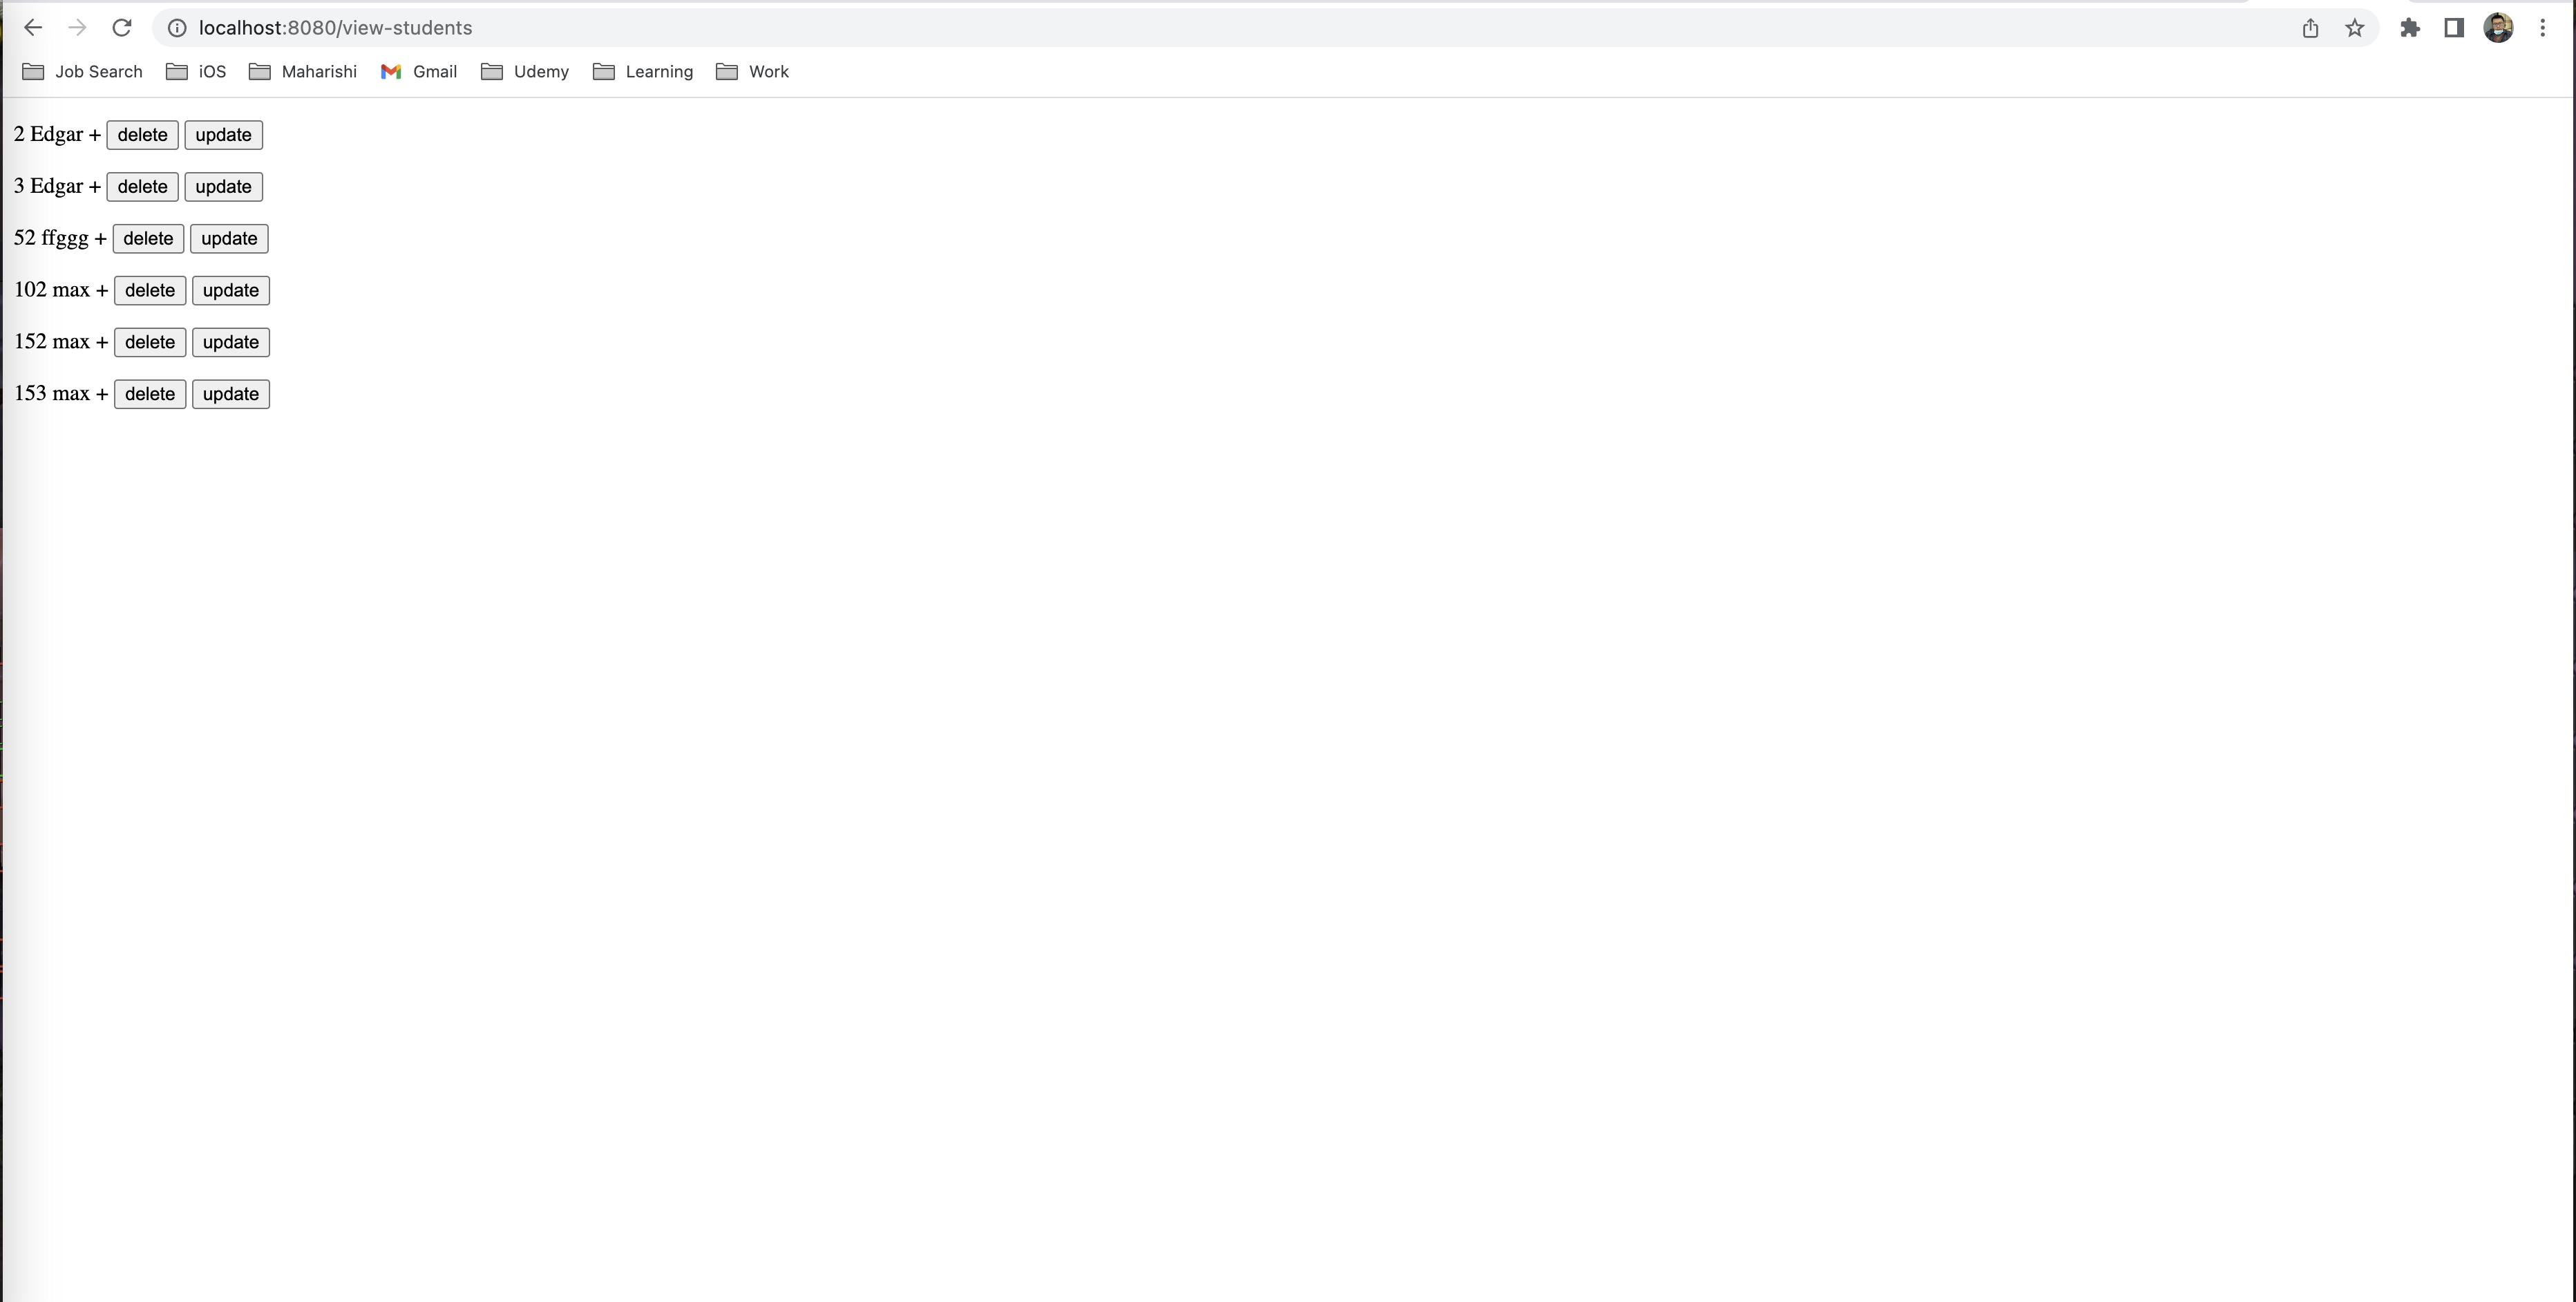 localhost:8080/view-students
Job Search iOS Maharishi Gmail Udemy Learning Work
2 Edgar + delete update
3 Edgar + delete update
52 ffggg + delete update
102 max + delete update
152 max + delete update
153 max + delete update